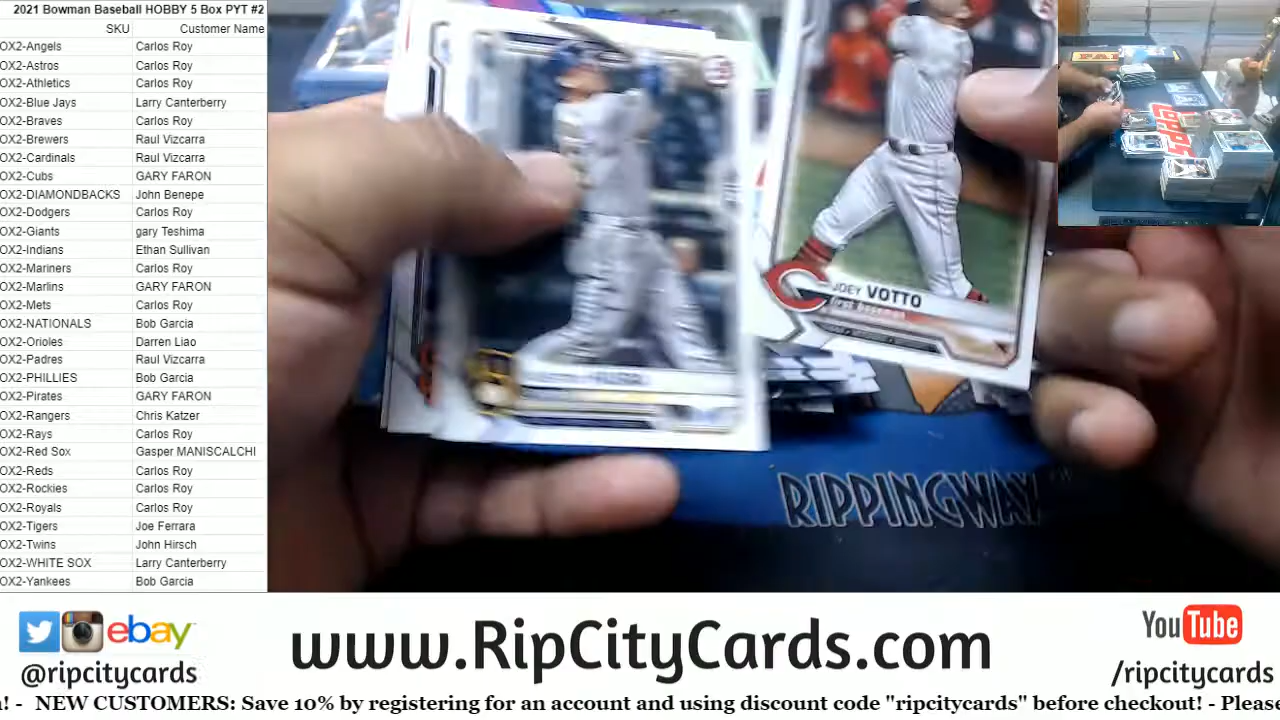 2021 Bowman Baseball HOBBY 5 Box PYT #2
SKU Customer Name
OX2-Angels Carlos Roy
OX2-Astros Carlos Roy
OX2-Athletics Carlos Roy
OX2-Blue Jays Larry Canterberry
OX2-Braves Carlos Roy
OX2-Brewers Raul Vizcarra
OX2-Cardinals Raul Vizcarra
OX2-Cubs GARY FARON
OX2-DIAMONDBACKS John Benepe
OX2-Dodgers Carlos Roy
OX2-Giants gary Teshima
OX2-Indians Ethan Sullivan
OX2-Mariners Carlos Roy
OX2-Marlins GARY FARON
OX2-Mets Carlos Roy
OX2-NATIONALS Bob Garcia
OX2-Orioles Darren Liao
OX2-Padres Raul Vizcarra
OX2-PHILLIES Bob Garcia
OX2-Pirates GARY FARON
OX2-Rangers Chris Katzer
OX2-Rays Carlos Roy
OX2-Red Sox Gasper MANISCALCHI
OX2-Reds Carlos Roy
OX2-Rockies Carlos Roy
OX2-Royals Carlos Roy
OX2-Tigers Joe Ferrara
OX2-Twins John Hirsch
OX2-WHITE SOX Larry Canterberry
OX2-Yankees Bob Garcia
JOEY VOTTO
first baseman
RIPPINGWAX
ebay
@ripcitycards
www.RipCityCards.com
YouTube
/ripcitycards
! - NEW CUSTOMERS: Save 10% by registering for an account and using discount code "ripcitycards" before checkout! - Please